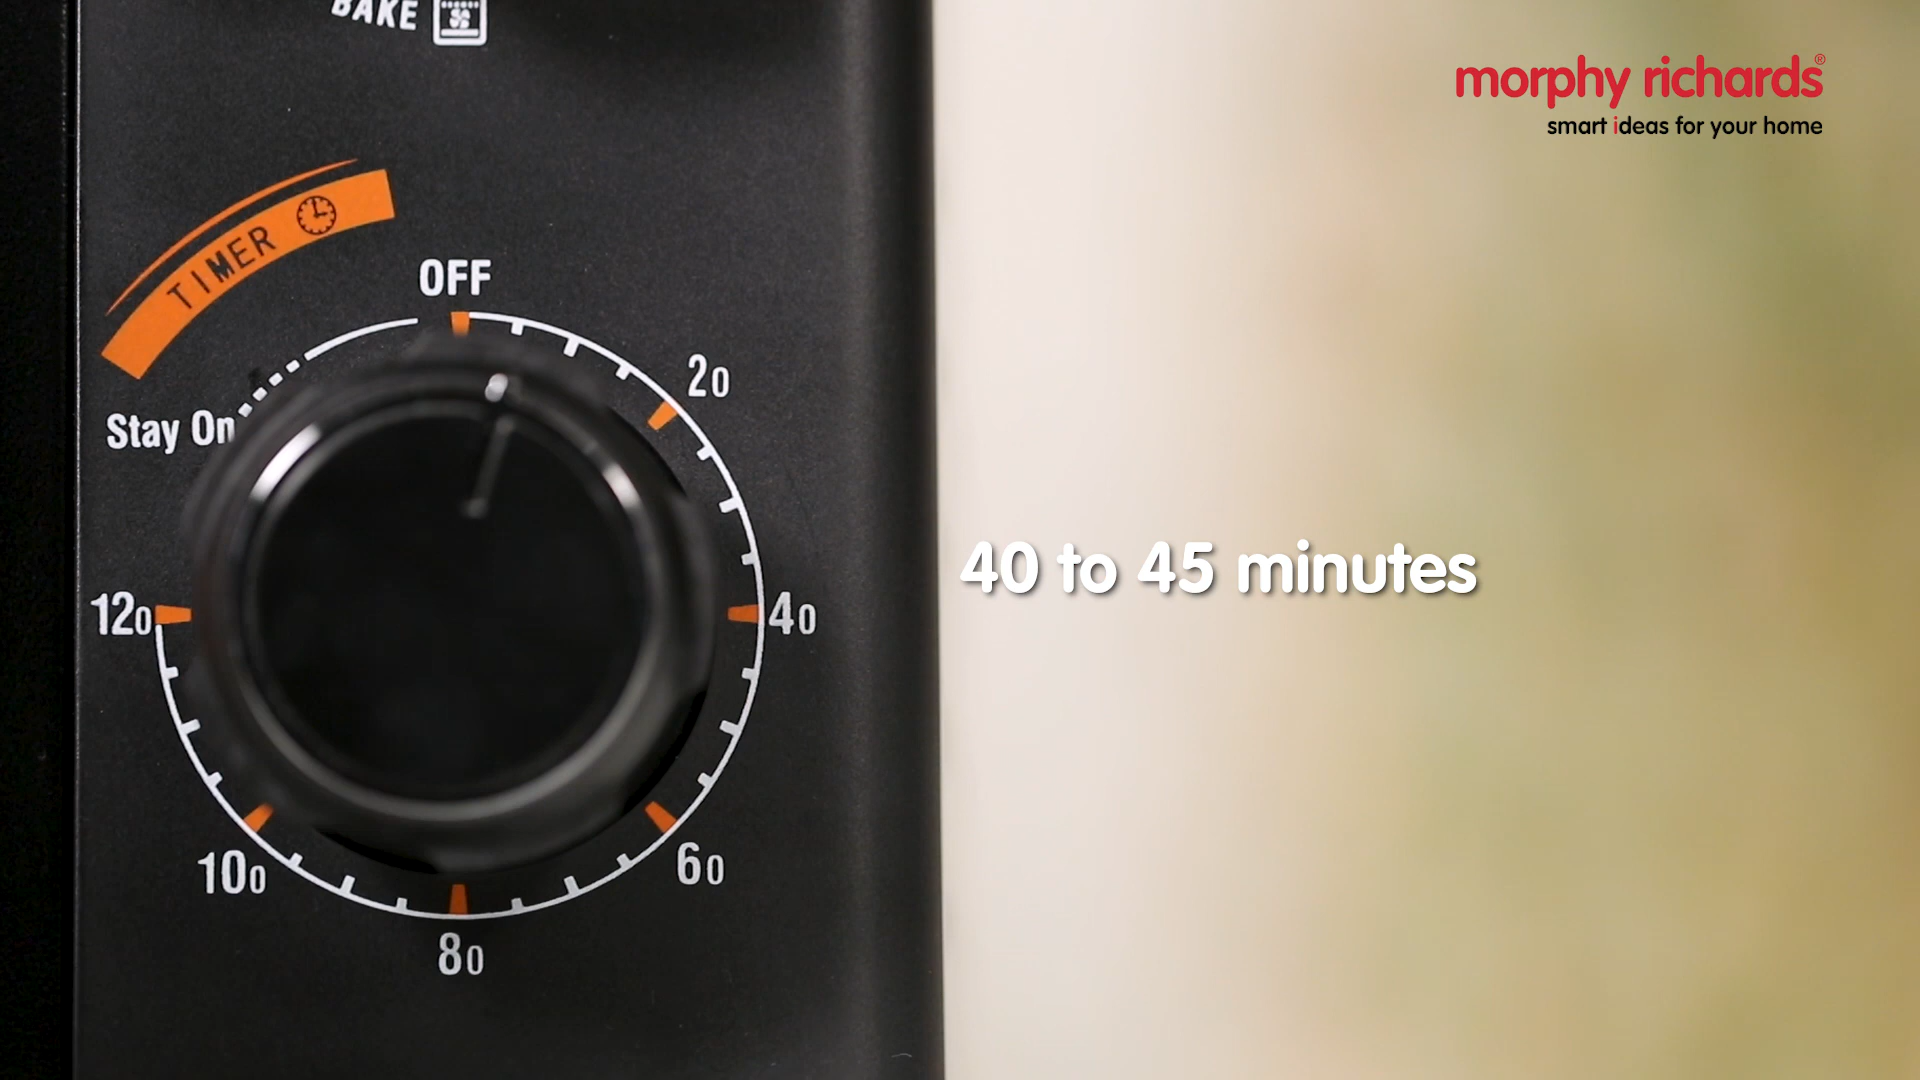 BAKE
morphy richards®
smart ideas for your home
TIMER
OFF
20
Stay On
40 to 45 minutes
120
40
100
60
80